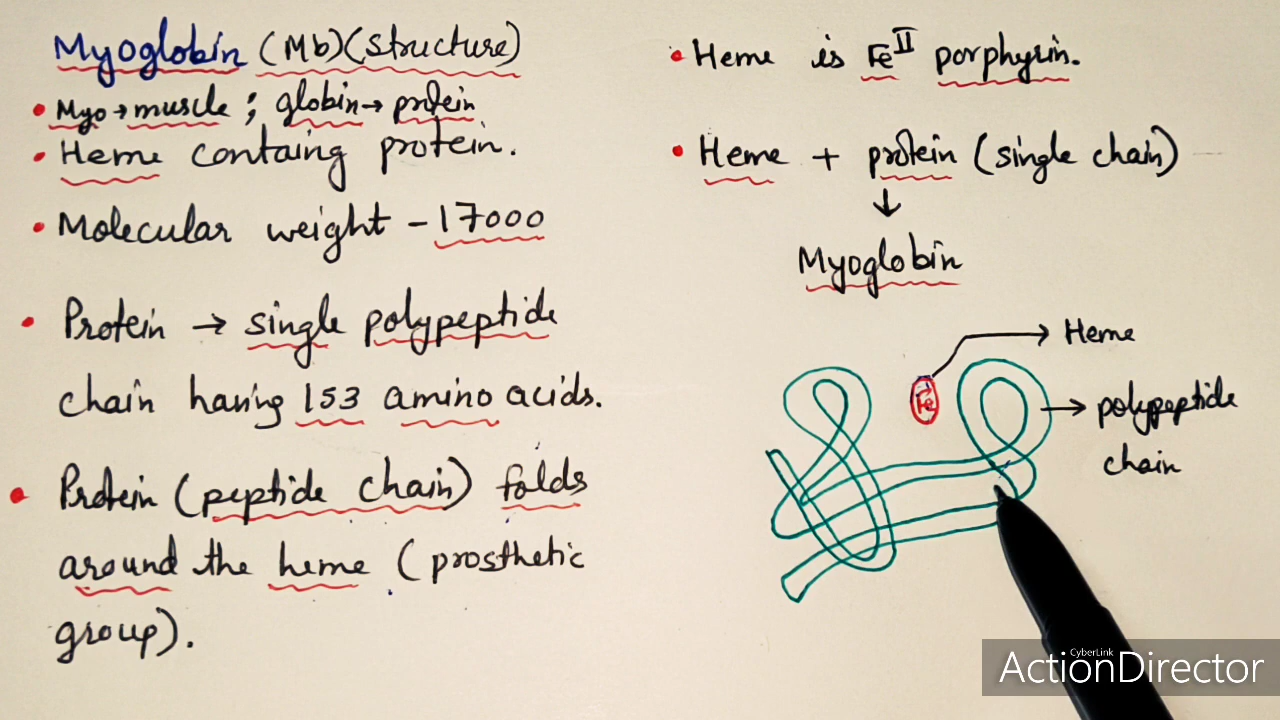 Myoglobin (Mb)(structure)
• Myo → muscle ; globin → protein
• Heme containg protein.
• Molecular weight - 17000
• Protein → single polypeptide
chain having 153 amino acids.
• Protein (peptide chain) folds
around the heme (prosthetic
group).
• Heme is Fe^II porphyrin.
• Heme + protein (single chain)
↓
Myoglobin
→ Heme
Fe
→ polypeptide
chain
CyberLink
ActionDirector